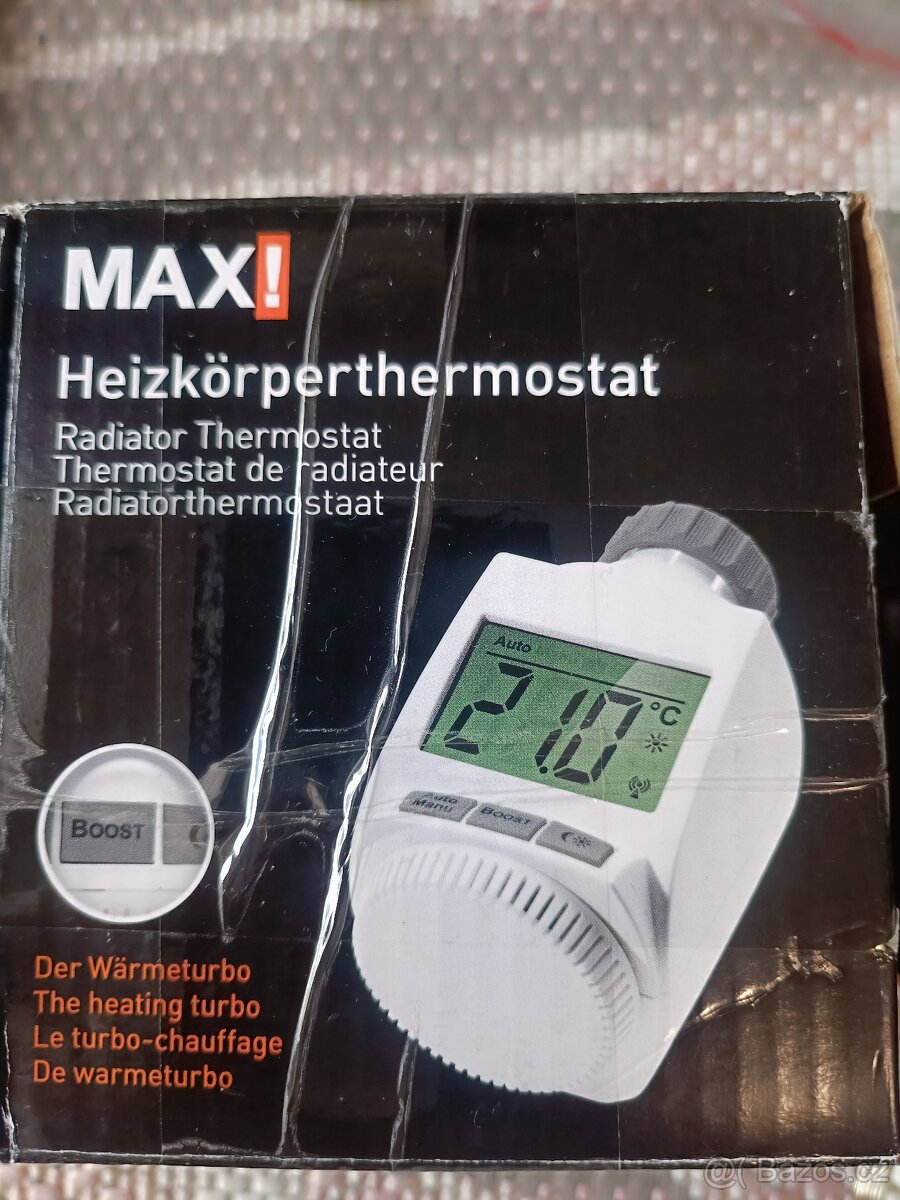 MAX!
Heizkörperthermostat
Radiator Thermostat
Thermostat de radiateur
Radiatorthermostaat
Auto
21.0 °C
Auto
Manu
BOOST
BOOST
Der Wärmeturbo
The heating turbo
Le turbo-chauffage
De warmeturbo
Bazos.cz